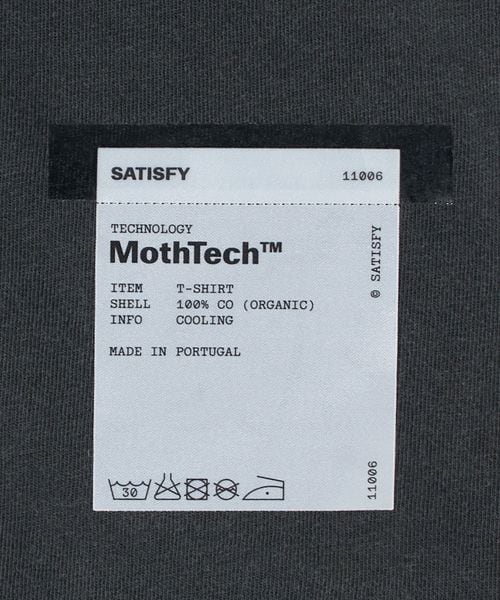 SATISFY 11006
TECHNOLOGY
MothTech™
ITEM T-SHIRT
SHELL 100% CO (ORGANIC)
INFO COOLING
MADE IN PORTUGAL
30
© SATISFY
11006